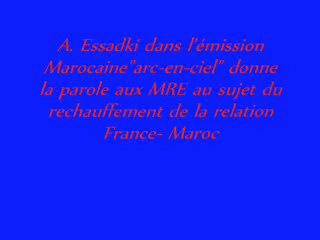 A. Essadki dans l'émission
Marocaine"arc-en-ciel" donne
la parole aux MRE au sujet du
rechauffement de la relation
France- Maroc